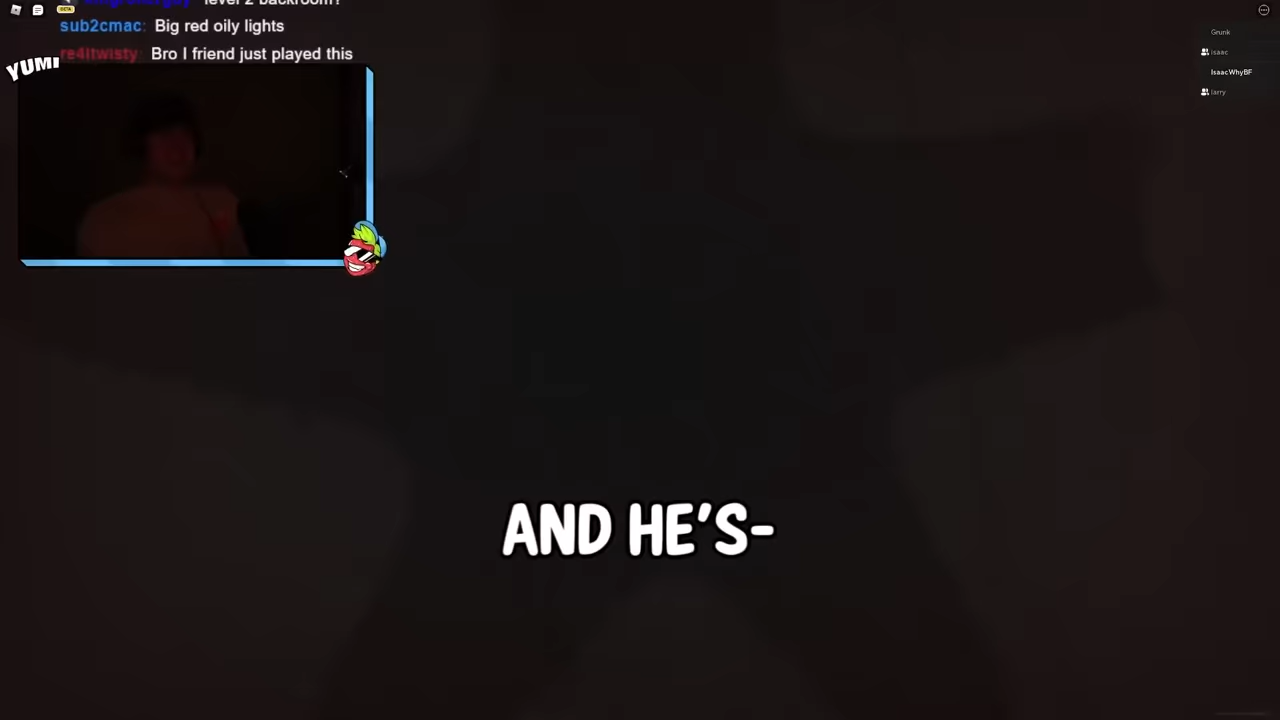 level 2 backroom?
sub2cmac: Big red oily lights
re4ltwisty: Bro I friend just played this
YUMI
BETA
Grunk
isaac
IsaacWhyBF
larry
AND HE'S-